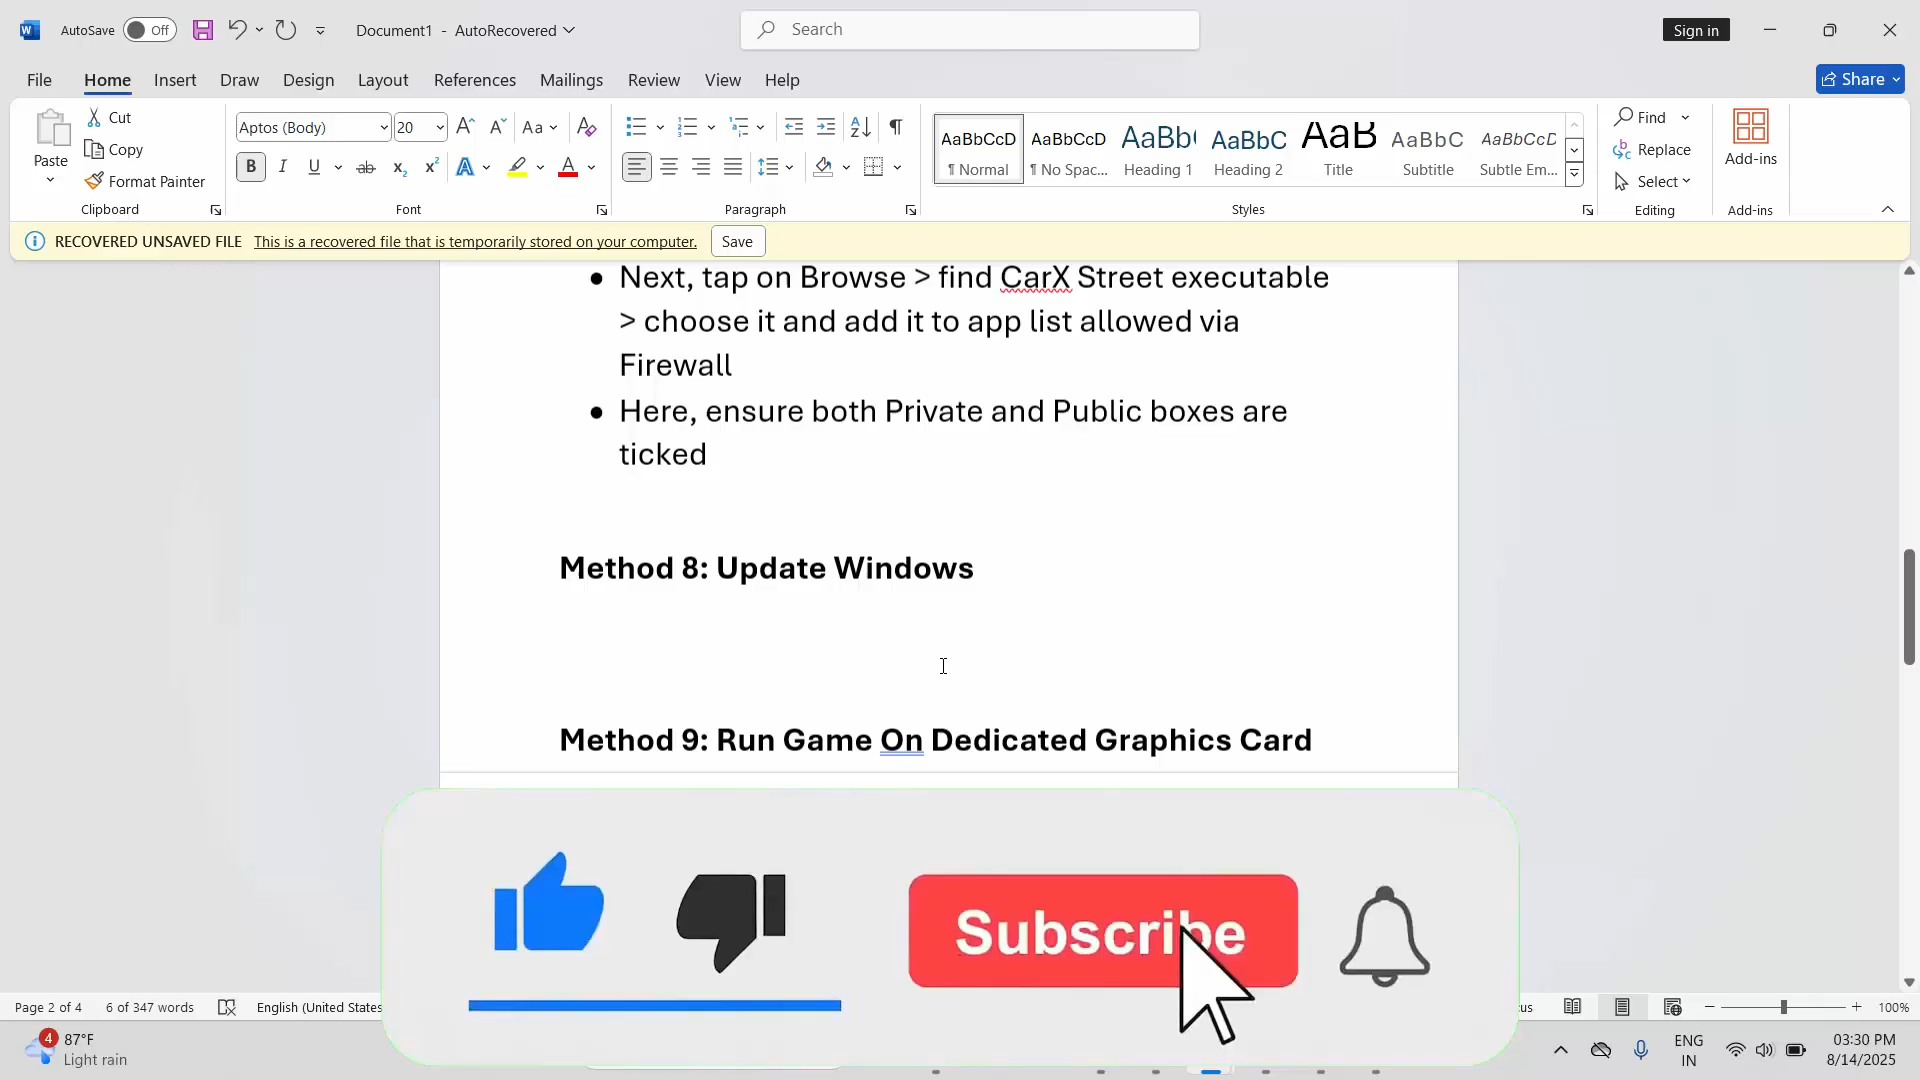 AutoSave Off Document1 - AutoRecovered Search Sign in
File Home Insert Draw Design Layout References Mailings Review View Help Share
Paste Cut Copy Format Painter
Aptos (Body) 20 Aa
B I U ab x₂ x² A A
AaBbCcD AaBbCcD AaBb( AaBbC AaB AaBbC AaBbCcD
¶ Normal ¶ No Spac... Heading 1 Heading 2 Title Subtitle Subtle Em...
Find Replace Select Add-ins
Clipboard Font Paragraph Styles Editing Add-ins
RECOVERED UNSAVED FILE This is a recovered file that is temporarily stored on your computer. Save
Next, tap on Browse > find CarX Street executable
> choose it and add it to app list allowed via
Firewall
Here, ensure both Private and Public boxes are
ticked
Method 8: Update Windows
Method 9: Run Game On Dedicated Graphics Card
Subscribe
Page 2 of 4 6 of 347 words English (United States 100%
4 87°F
Light rain
ENG
IN
03:30 PM
8/14/2025